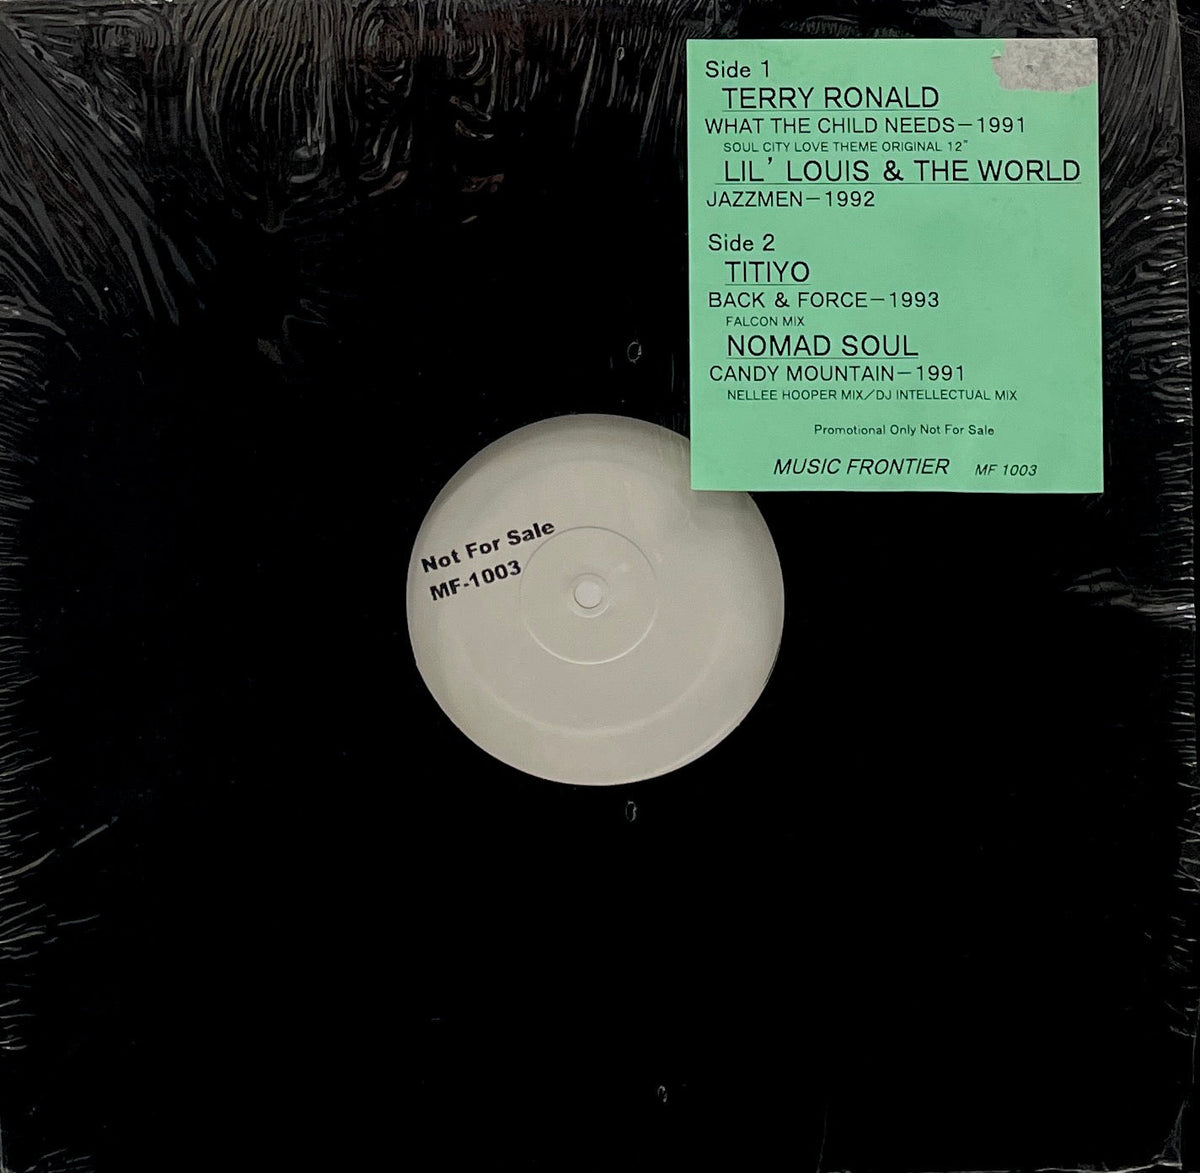 Side 1
TERRY RONALD
WHAT THE CHILD NEEDS-1991
SOUL CITY LOVE THEME ORIGINAL 12"
LIL' LOUIS & THE WORLD
JAZZMEN-1992
Side 2
TITIYO
BACK & FORCE-1993
FALCON MIX
NOMAD SOUL
CANDY MOUNTAIN-1991
NELLEE HOOPER MIX/DJ INTELLECTUAL MIX
Promotional Only Not For Sale
MUSIC FRONTIER MF 1003
Not For Sale
MF-1003